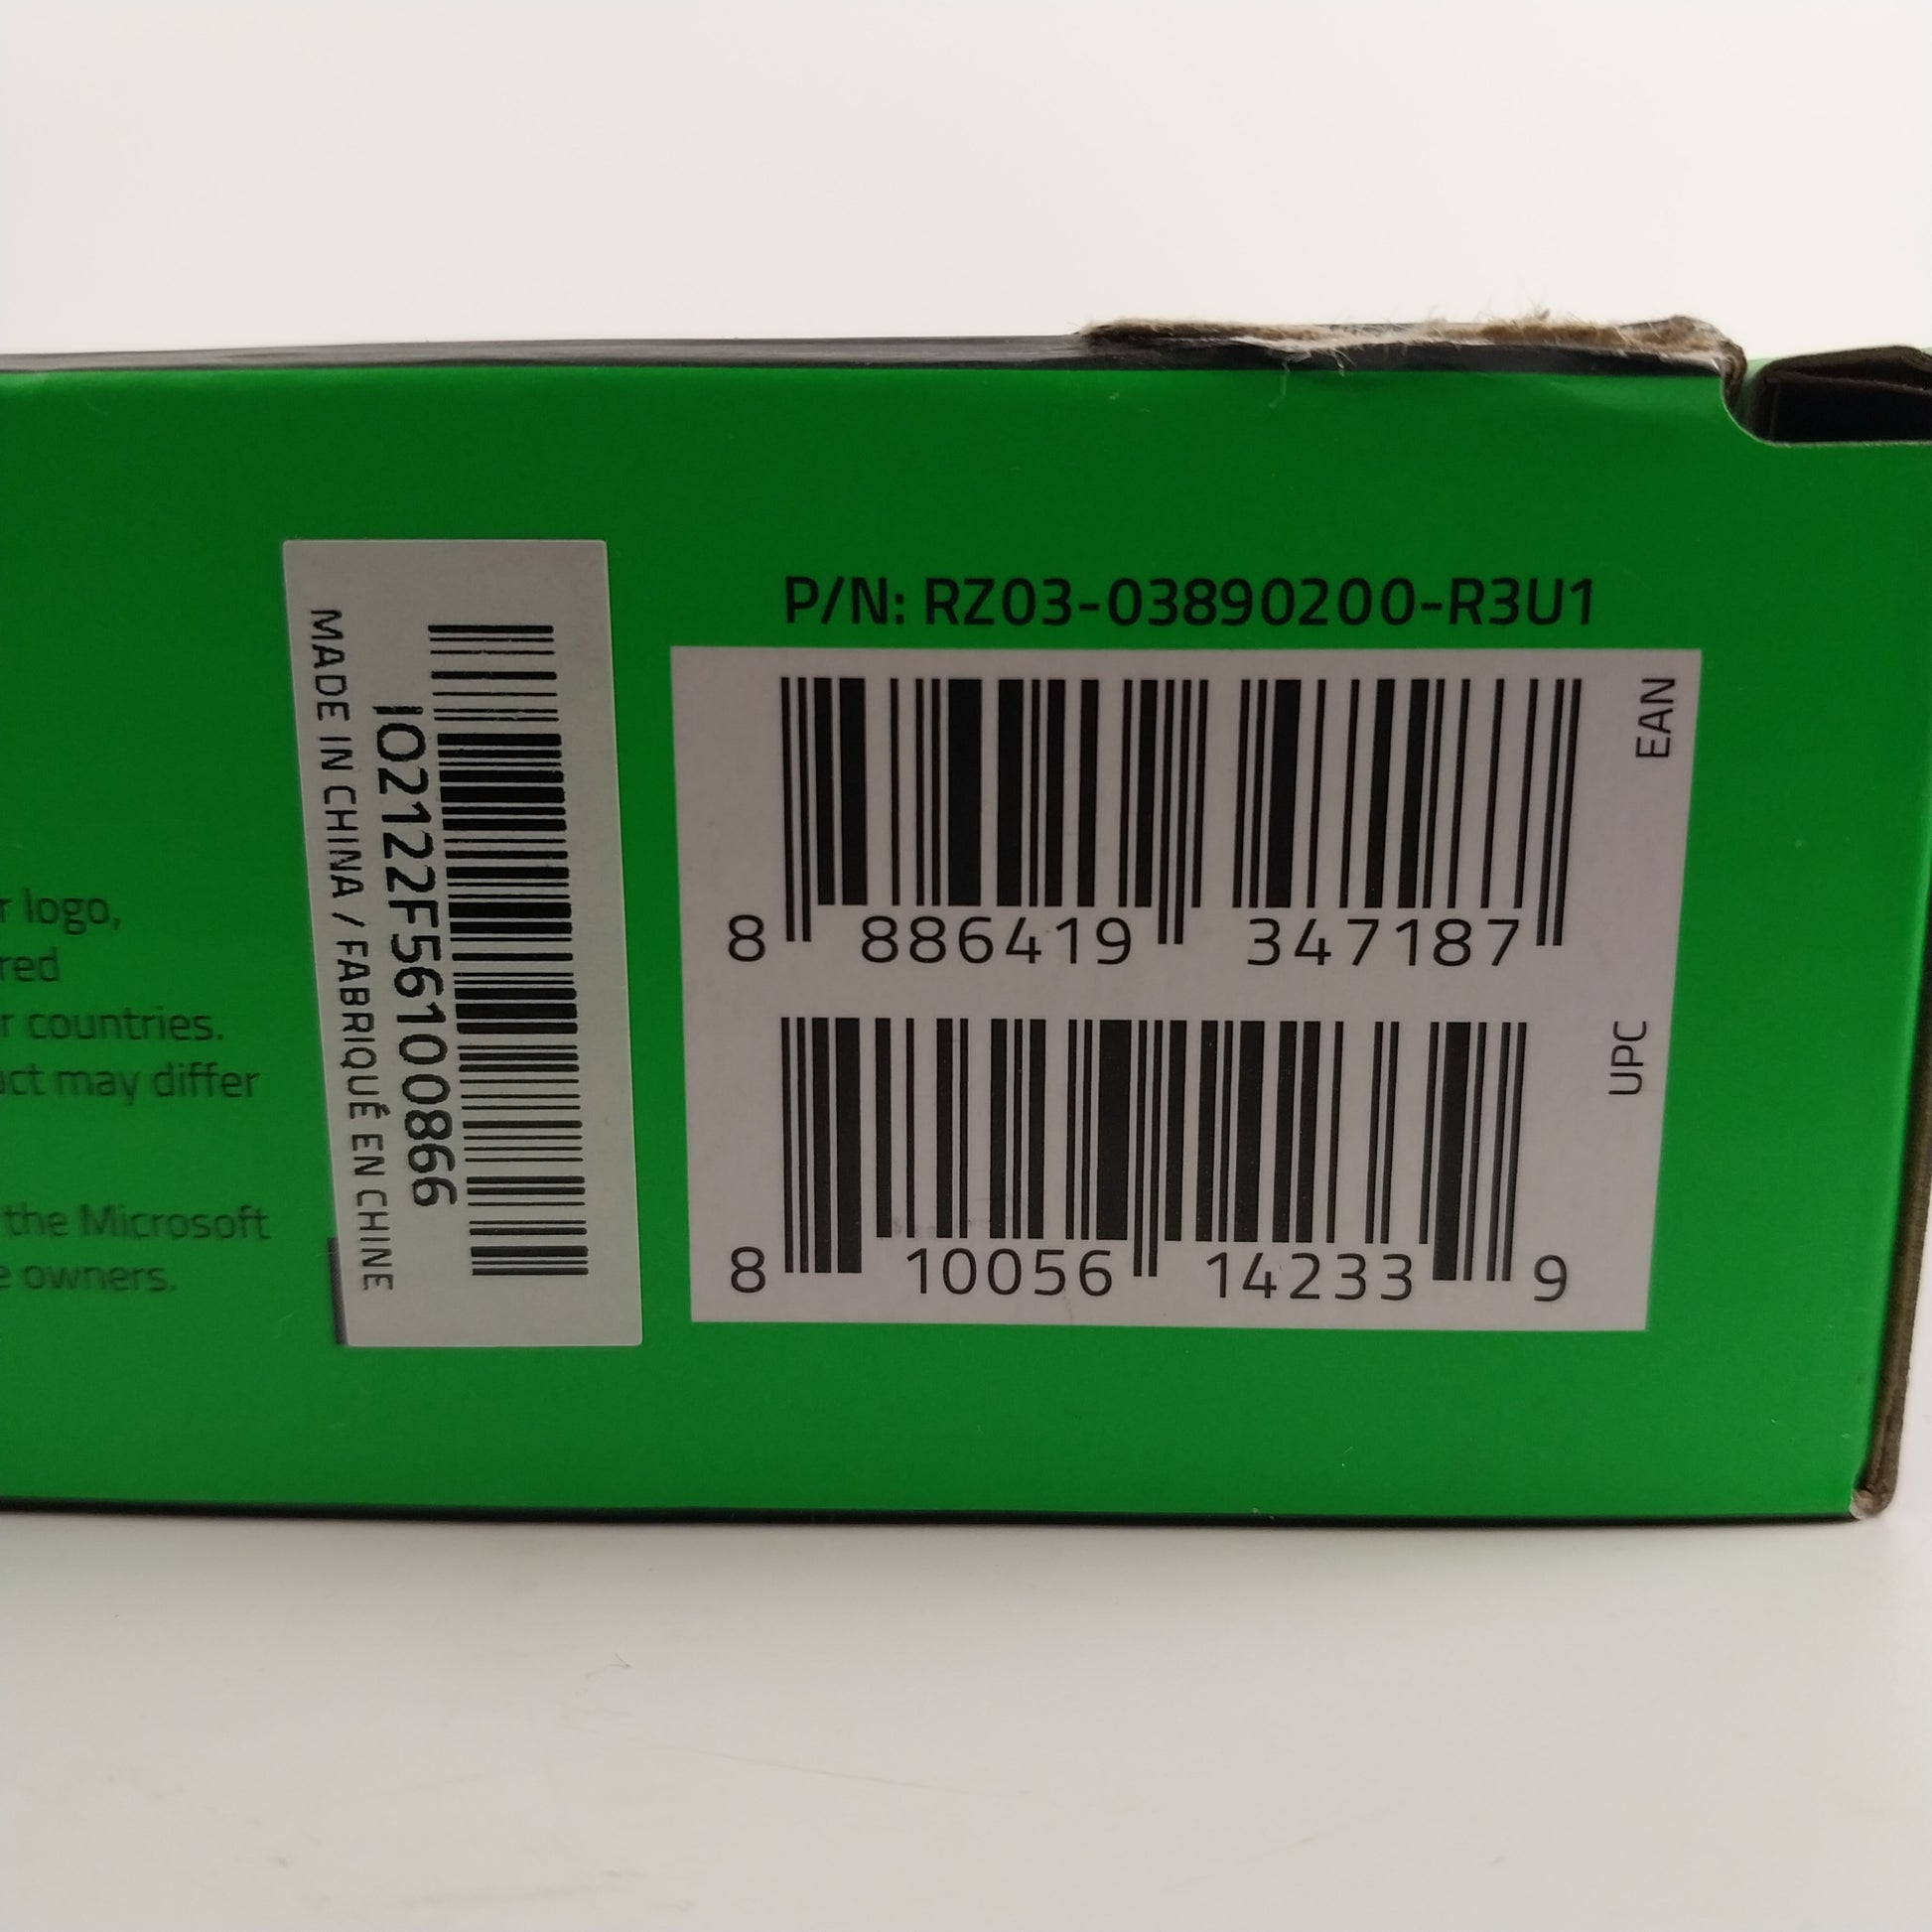 r logo,
red
r countries.
uct may differ
the Microsoft
e owners.
IO2122F56100866
MADE IN CHINA / FABRIQUÉ EN CHINE
P/N: RZ03-03890200-R3U1
EAN
8 886419 347187
UPC
8 10056 14233 9